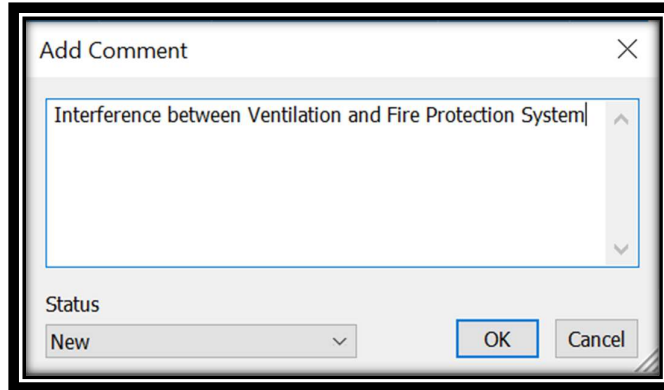 Add Comment
Interference between Ventilation and Fire Protection System
Status
New
OK
Cancel